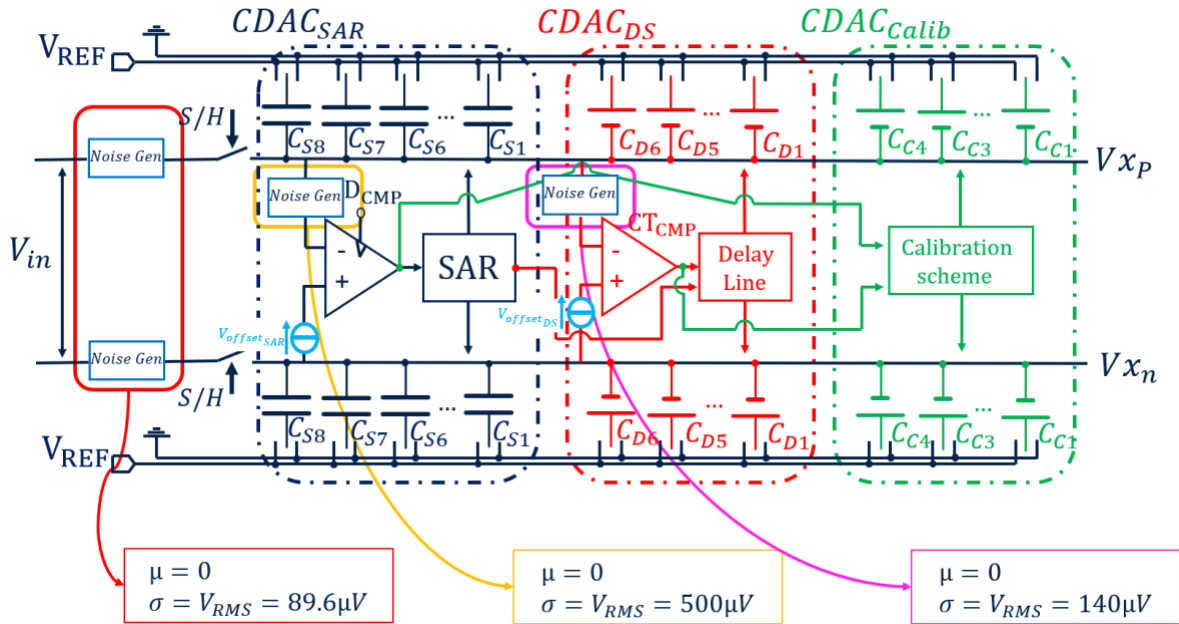 CDAC_SAR CDAC_DS CDAC_Calib
V_REF
S/H
... ... ...
C_S8 C_S7 C_S6 C_S1 C_D6 C_D5 C_D1 C_C4 C_C3 C_C1
Noise Gen
Vx_P
Noise Gen D_CMP Noise Gen
CT_CMP
V_in
- -
+ +
SAR
Delay
Line
Calibration
scheme
V_offset_SAR V_offset_DS
Noise Gen
Vx_n
S/H
... ... ...
C_S8 C_S7 C_S6 C_S1 C_D6 C_D5 C_D1 C_C4 C_C3 C_C1
V_REF
μ = 0
σ = V_RMS = 89.6μV
μ = 0
σ = V_RMS = 500μV
μ = 0
σ = V_RMS = 140μV